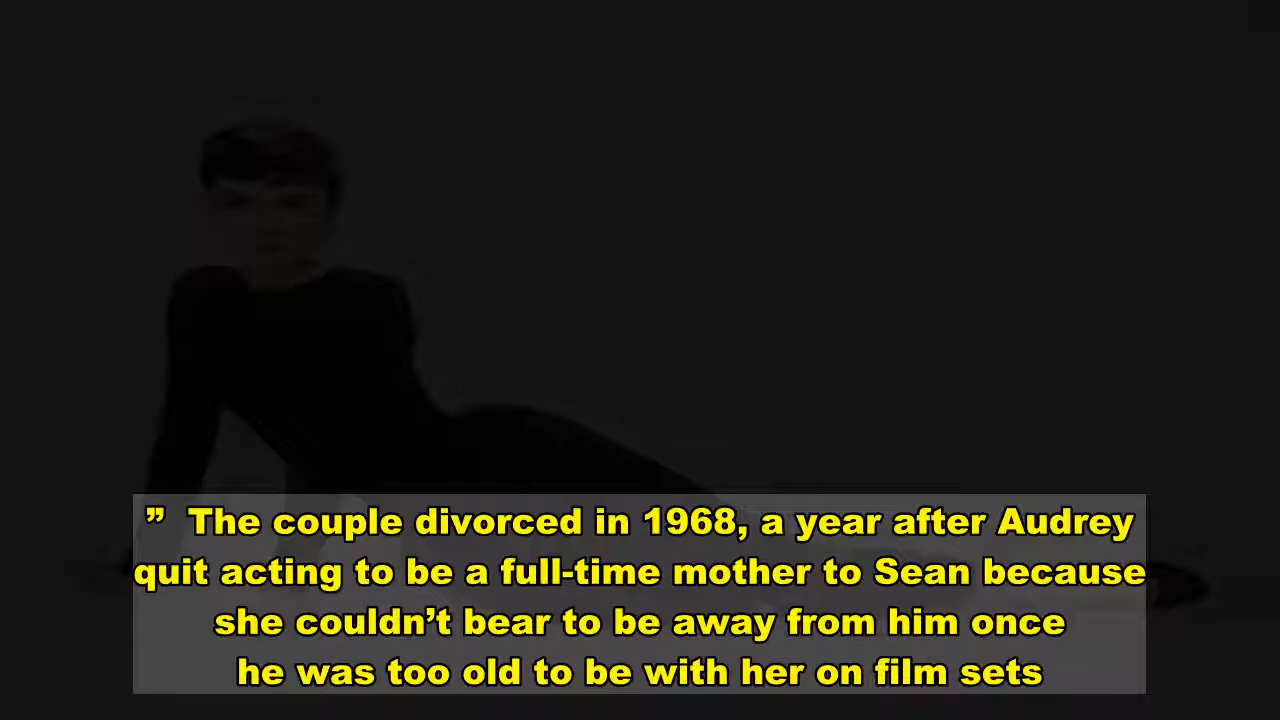 ”  The couple divorced in 1968, a year after Audrey
quit acting to be a full-time mother to Sean because
she couldn’t bear to be away from him once
he was too old to be with her on film sets